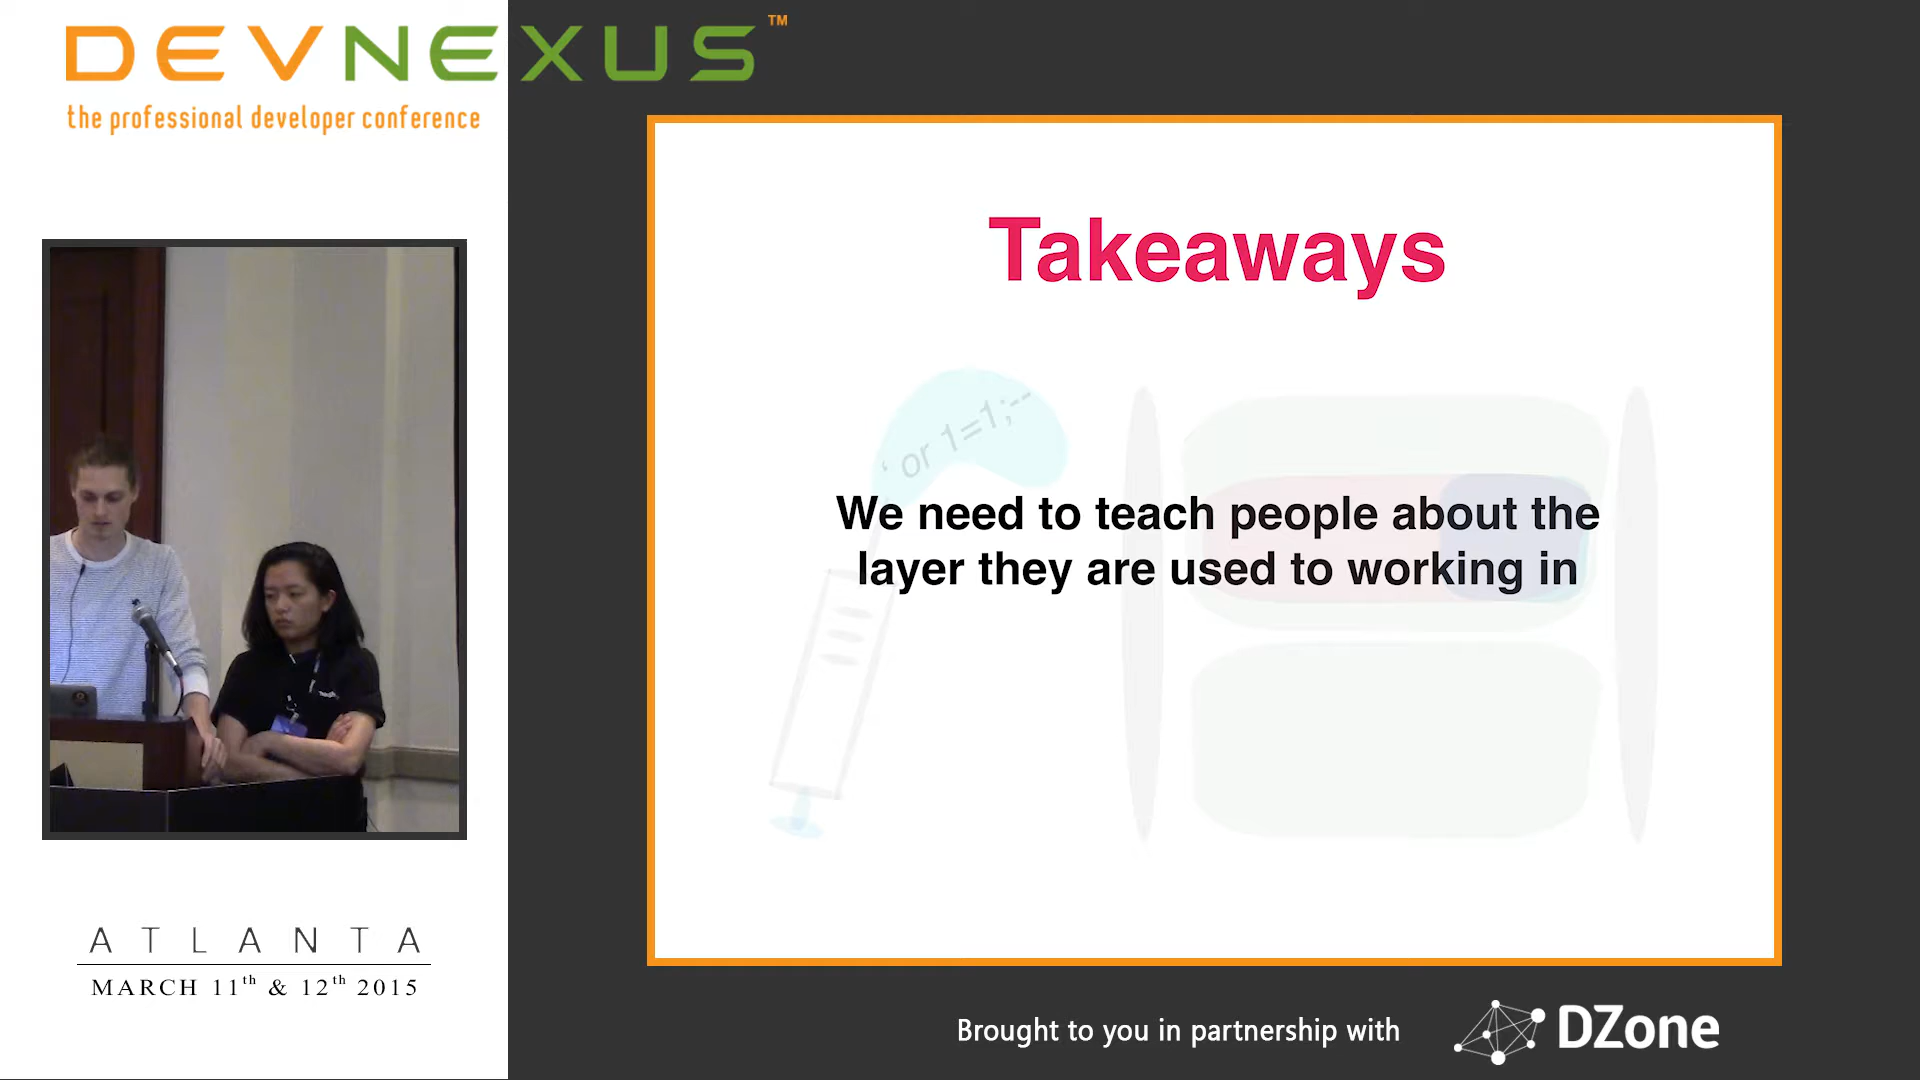 DEVNEXUS™
the professional developer conference
Takeaways
' or 1=1;--
We need to teach people about the
layer they are used to working in
ATLANTA
MARCH 11th & 12th 2015
Brought to you in partnership with
DZone